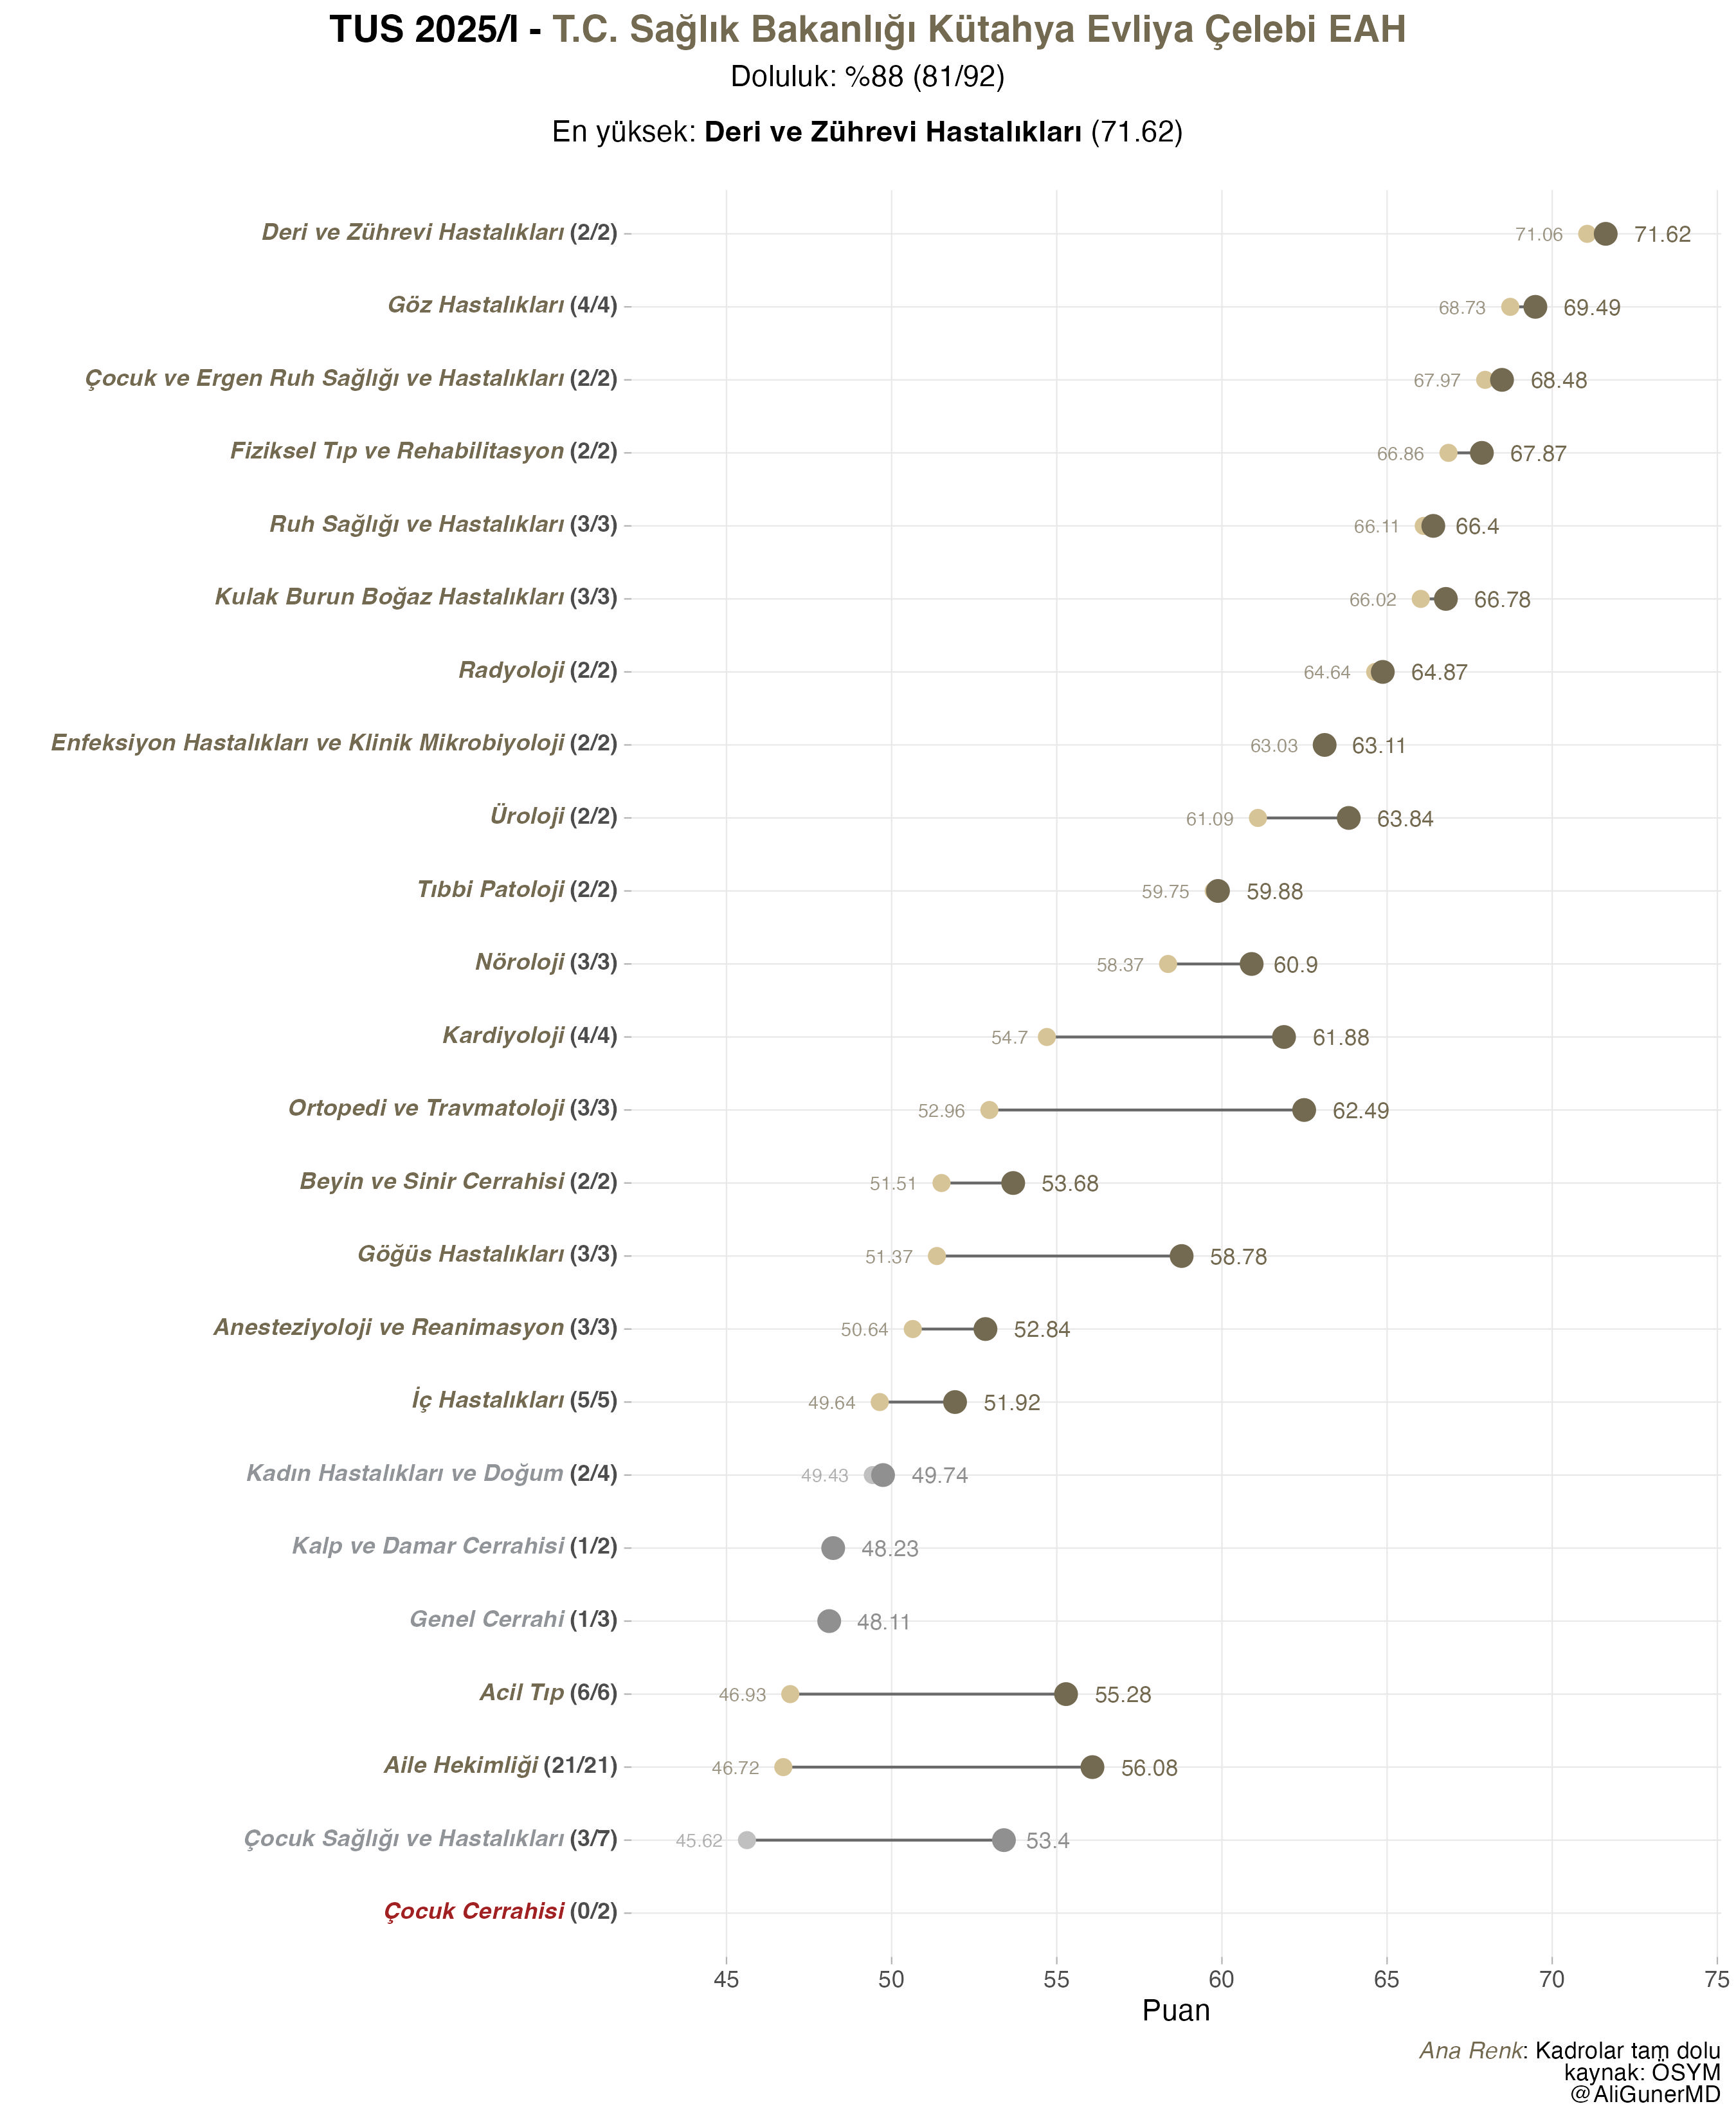 TUS 2025/I - T.C. Sağlık Bakanlığı Kütahya Evliya Çelebi EAH
Doluluk: %88 (81/92)
En yüksek: Deri ve Zührevi Hastalıkları (71.62)
Deri ve Zührevi Hastalıkları (2/2) 71.06 71.62
Göz Hastalıkları (4/4) 68.73 69.49
Çocuk ve Ergen Ruh Sağlığı ve Hastalıkları (2/2) 67.97 68.48
Fiziksel Tıp ve Rehabilitasyon (2/2) 66.86 67.87
Ruh Sağlığı ve Hastalıkları (3/3) 66.11 66.4
Kulak Burun Boğaz Hastalıkları (3/3) 66.02 66.78
Radyoloji (2/2) 64.64 64.87
Enfeksiyon Hastalıkları ve Klinik Mikrobiyoloji (2/2) 63.03 63.11
Üroloji (2/2) 61.09 63.84
Tıbbi Patoloji (2/2) 59.75 59.88
Nöroloji (3/3) 58.37 60.9
Kardiyoloji (4/4) 54.7 61.88
Ortopedi ve Travmatoloji (3/3) 52.96 62.49
Beyin ve Sinir Cerrahisi (2/2) 51.51 53.68
Göğüs Hastalıkları (3/3) 51.37 58.78
Anesteziyoloji ve Reanimasyon (3/3) 50.64 52.84
İç Hastalıkları (5/5) 49.64 51.92
Kadın Hastalıkları ve Doğum (2/4) 49.43 49.74
Kalp ve Damar Cerrahisi (1/2) 48.23
Genel Cerrahi (1/3) 48.11
Acil Tıp (6/6) 46.93 55.28
Aile Hekimliği (21/21) 46.72 56.08
Çocuk Sağlığı ve Hastalıkları (3/7) 45.62 53.4
Çocuk Cerrahisi (0/2)
45 50 55 60 65 70 75
Puan
Ana Renk: Kadrolar tam dolu
kaynak: ÖSYM
@AliGunerMD